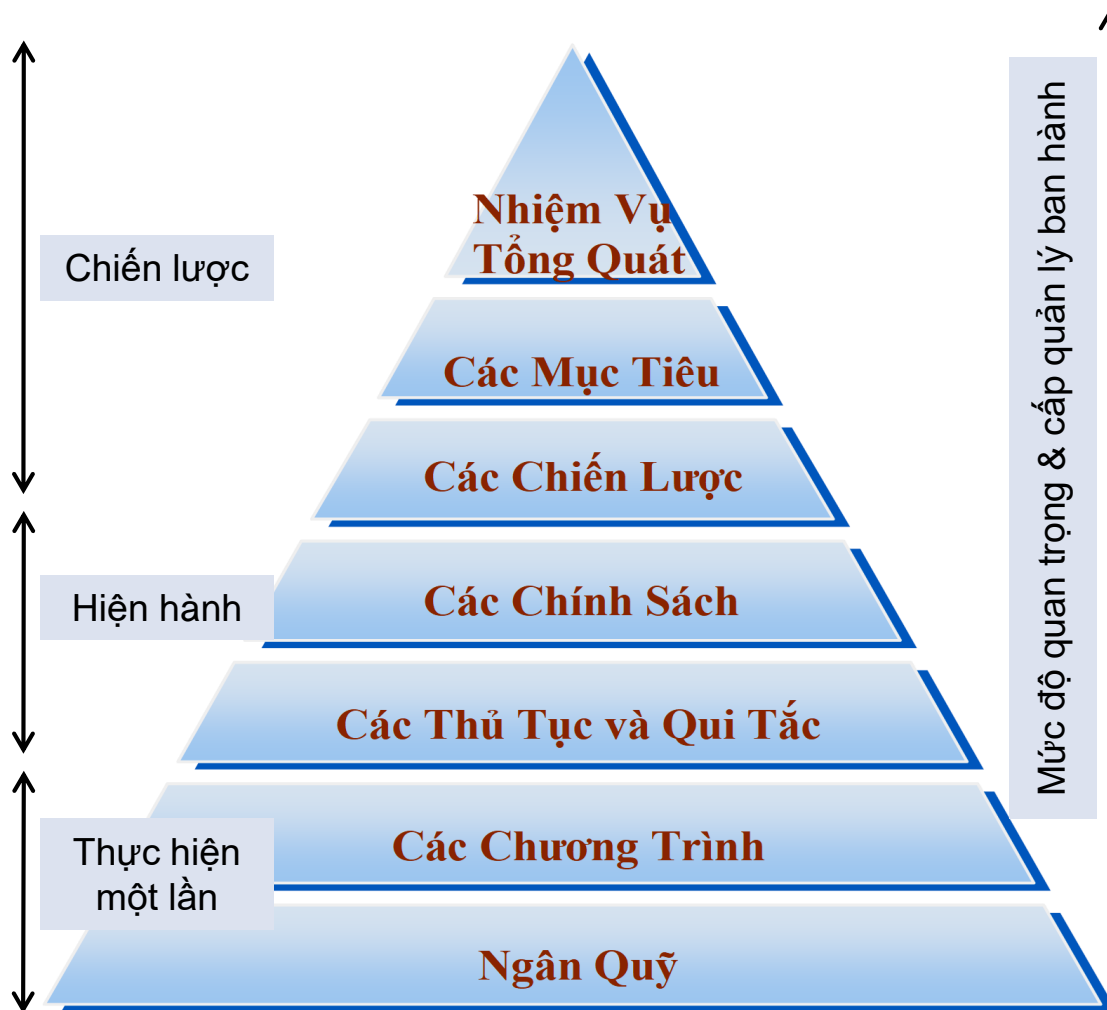 Nhiệm Vụ
Tổng Quát
Chiến lược
Các Mục Tiêu
Các Chiến Lược
Hiện hành
Các Chính Sách
Các Thủ Tục và Qui Tắc
Thực hiện
một lần
Các Chương Trình
Ngân Quỹ
Mức độ quan trọng & cấp quản lý ban hành